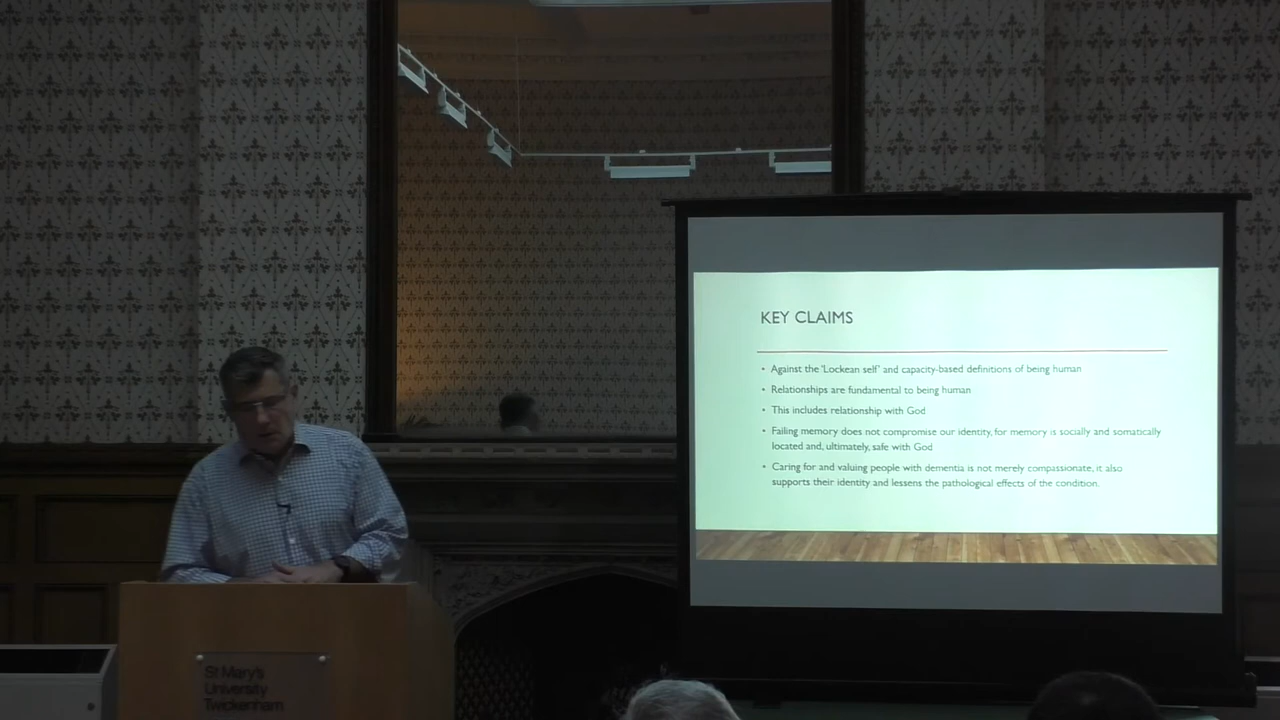 KEY CLAIMS
• Against the 'Lockean self' and capacity-based definitions of being human
• Relationships are fundamental to being human
• This includes relationship with God
• Failing memory does not compromise our identity, for memory is socially and somatically
located and, ultimately, safe with God
• Caring for and valuing people with dementia is not merely compassionate, it also
supports their identity and lessens the pathological effects of the condition.
St Mary's
University
Twickenham